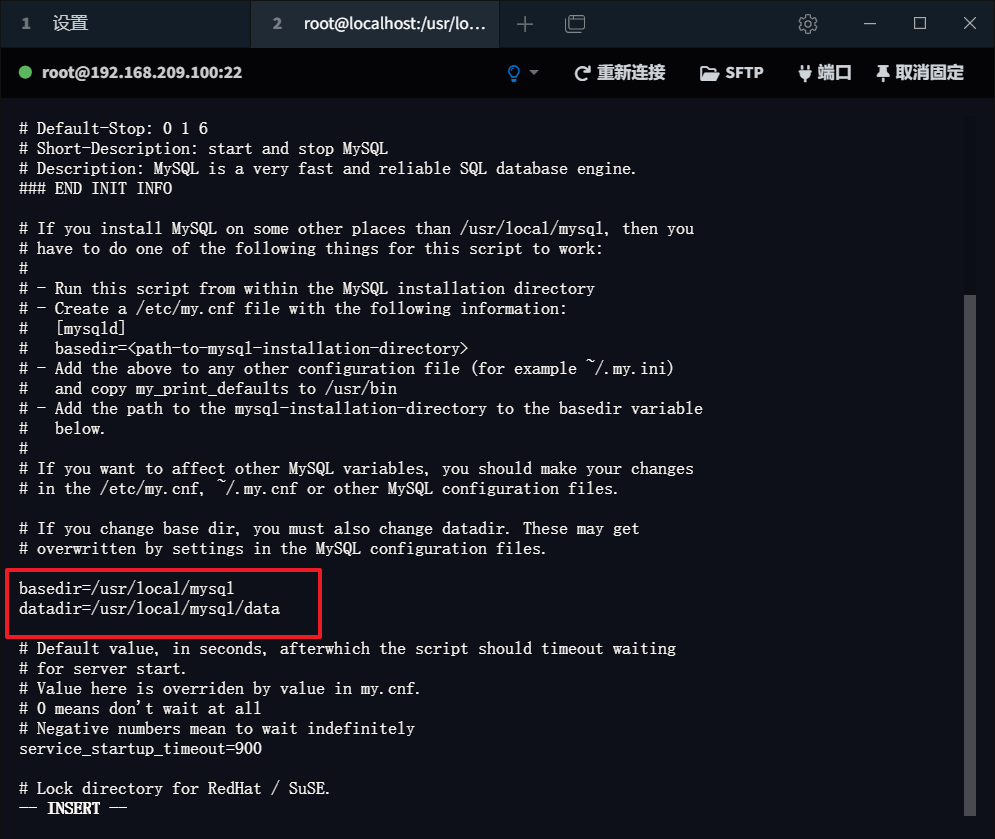 1 设置 2 root@localhost:/usr/lo...
root@192.168.209.100:22 重新连接 SFTP 端口 取消固定
# Default-Stop: 0 1 6
# Short-Description: start and stop MySQL
# Description: MySQL is a very fast and reliable SQL database engine.
### END INIT INFO
# If you install MySQL on some other places than /usr/local/mysql, then you
# have to do one of the following things for this script to work:
#
# - Run this script from within the MySQL installation directory
# - Create a /etc/my.cnf file with the following information:
#   [mysqld]
#   basedir=<path-to-mysql-installation-directory>
# - Add the above to any other configuration file (for example ~/.my.ini)
#   and copy my_print_defaults to /usr/bin
# - Add the path to the mysql-installation-directory to the basedir variable
#   below.
#
# If you want to affect other MySQL variables, you should make your changes
# in the /etc/my.cnf, ~/.my.cnf or other MySQL configuration files.
# If you change base dir, you must also change datadir. These may get
# overwritten by settings in the MySQL configuration files.
basedir=/usr/local/mysql
datadir=/usr/local/mysql/data
# Default value, in seconds, afterwhich the script should timeout waiting
# for server start.
# Value here is overriden by value in my.cnf.
# 0 means don't wait at all
# Negative numbers mean to wait indefinitely
service_startup_timeout=900
# Lock directory for RedHat / SuSE.
-- INSERT --